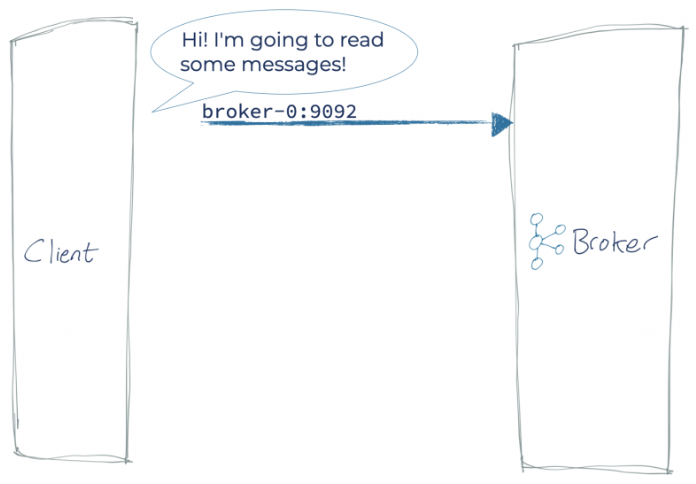 Hi! I'm going to read
some messages!
broker-0:9092
Client
Broker